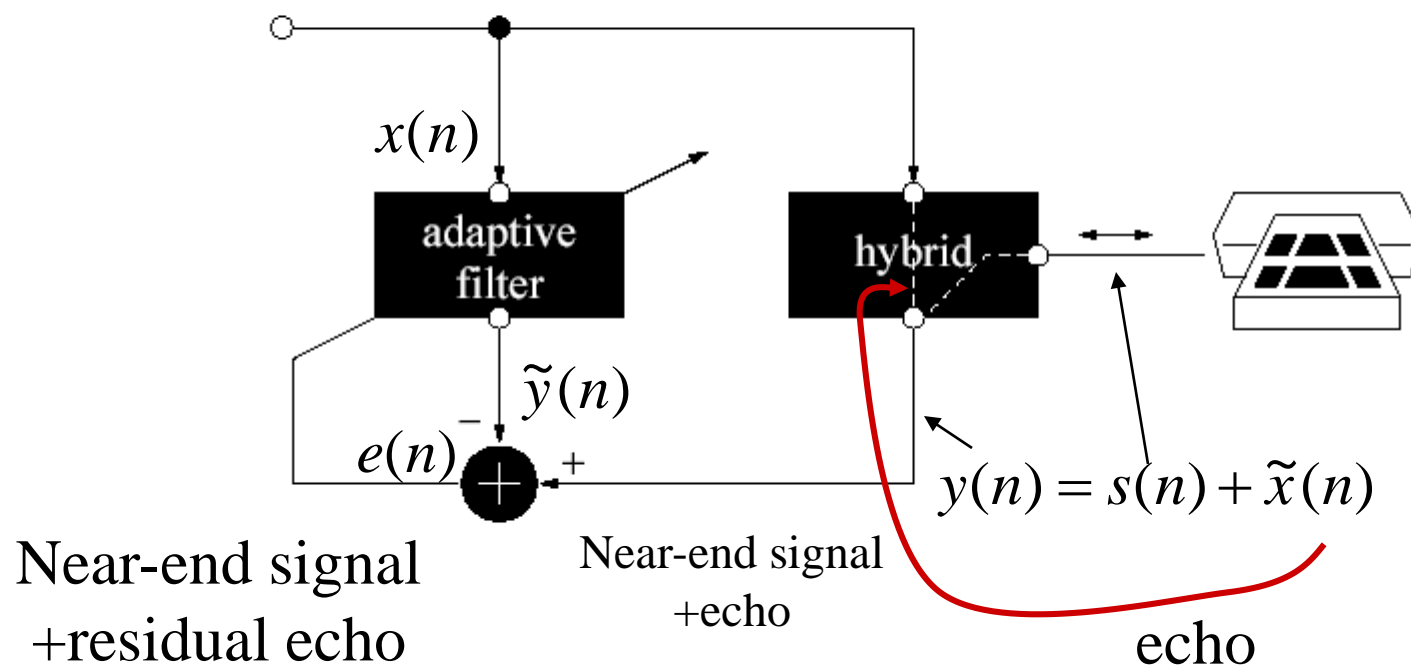 x(n)
adaptive
filter
hybrid
ỹ(n)
−
e(n)
+
+
y(n) = s(n) + x̃(n)
Near-end signal
+residual echo
Near-end signal
+echo
echo